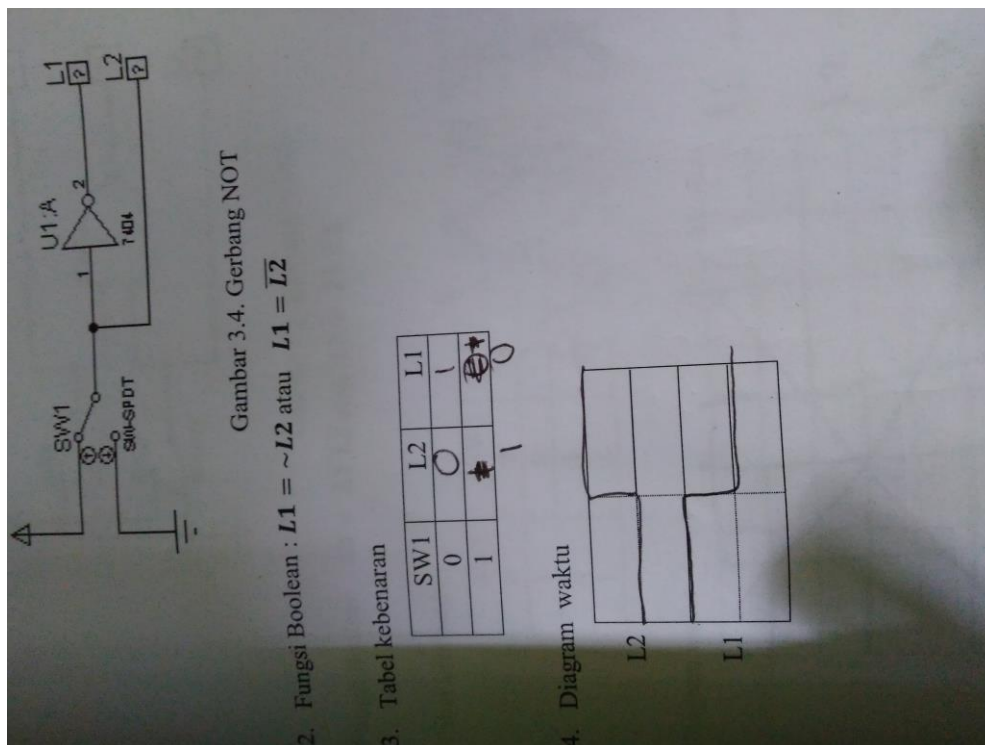 SW1
SW-SPDT
U1:A
1
2
7404
L1
?
L2
?
Gambar 3.4. Gerbang NOT
2. Fungsi Boolean : L1 = ~L2 atau L1 = \overline{L2}
3. Tabel kebenaran
SW1 L2 L1
0 0 1
1 1 0
4. Diagram waktu
L2
L1